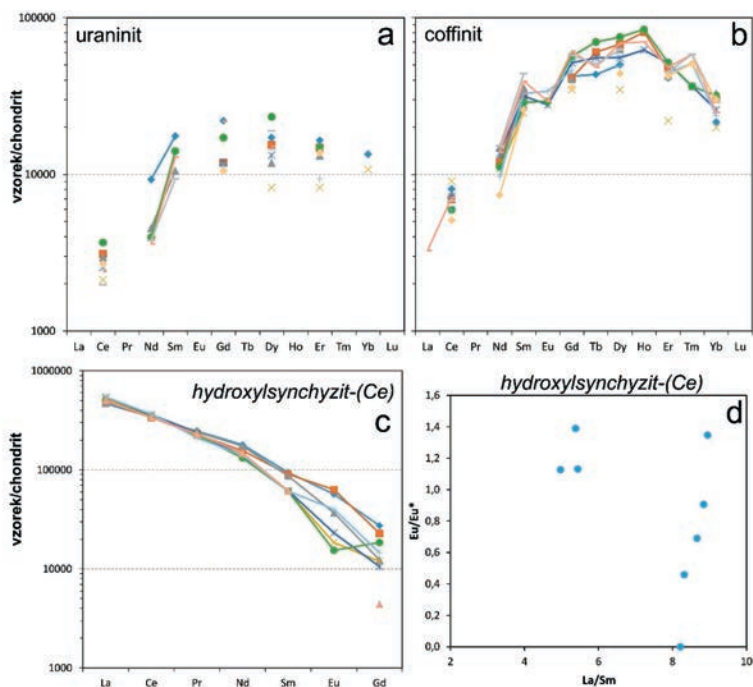 uraninit
a
vzorek/chondrit
100000
10000
1000
La Ce Pr Nd Sm Eu Gd Tb Dy Ho Er Tm Yb Lu
coffinit
b
La Ce Pr Nd Sm Eu Gd Tb Dy Ho Er Tm Yb Lu
hydroxylsynchyzit-(Ce)
c
vzorek/chondrit
1000000
100000
10000
1000
La Ce Pr Nd Sm Eu Gd
hydroxylsynchyzit-(Ce)
d
Eu/Eu*
1,6
1,4
1,2
1,0
0,8
0,6
0,4
0,2
0,0
2 4 6 8 10
La/Sm